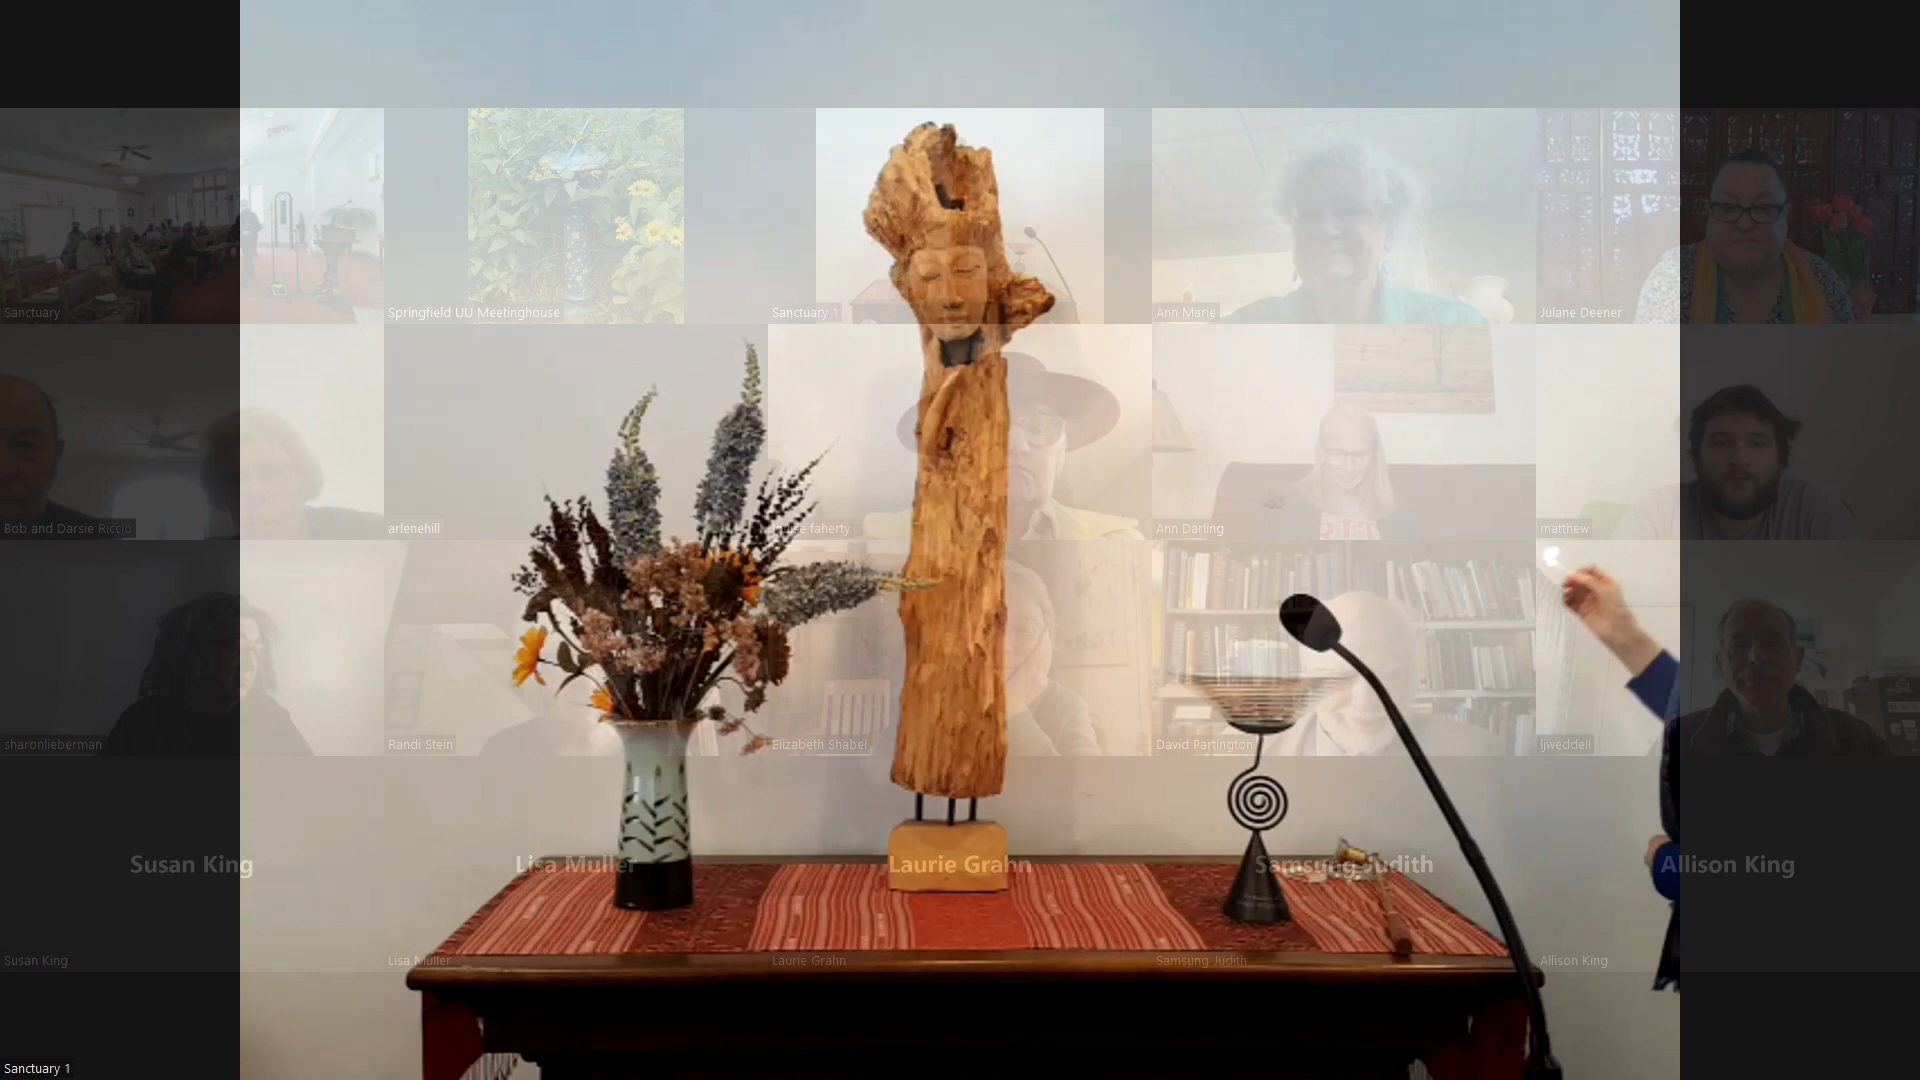 Sanctuary
Springfield UU Meetinghouse
Sanctuary 1
Ann Marie
Julane Deener
Bob and Darsie Riccio
arlenehill
faherty
Ann Darling
matthew
sharonlieberman
Randi Stein
Elizabeth Shabel
David Partington
ljweddell
Susan King
Lisa Muller
Laurie Grahn
Samsung Judith
Allison King
Susan King
Lisa Muller
Laurie Grahn
Samsung Judith
Allison King
Sanctuary 1